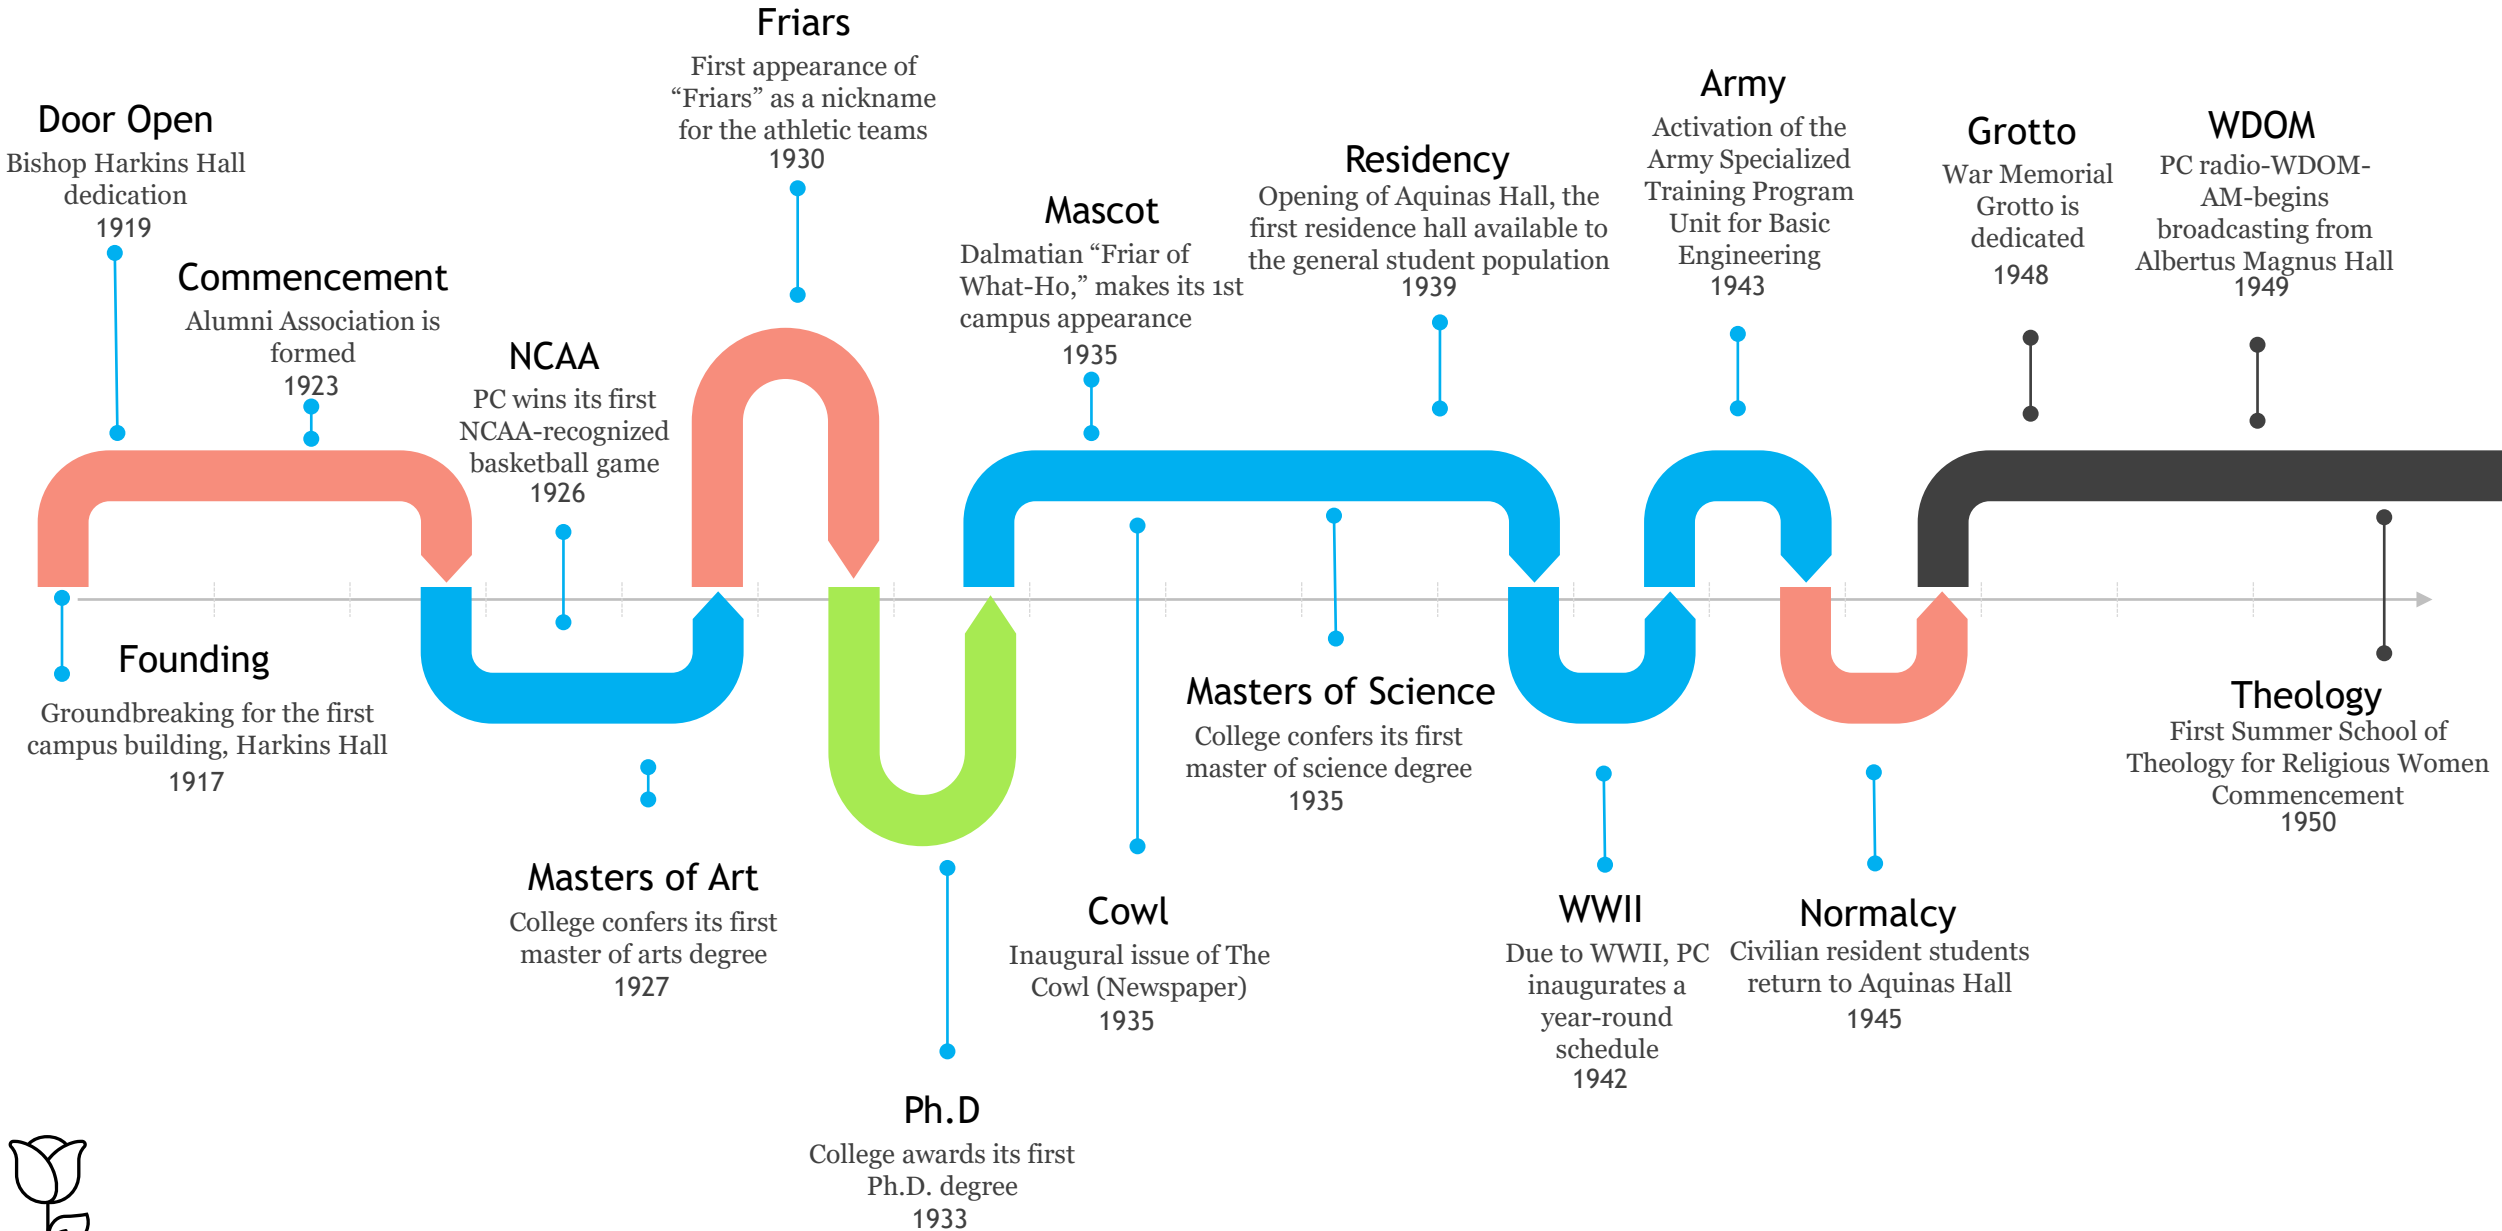 Door Open
Bishop Harkins Hall
dedication
1919
Founding
Groundbreaking for the first
campus building, Harkins Hall
1917
Commencement
Alumni Association is
formed
1923
NCAA
PC wins its first
NCAA-recognized
basketball game
1926
Masters of Art
College confers its first
master of arts degree
1927
Friars
First appearance of
“Friars” as a nickname
for the athletic teams
1930
Ph.D
College awards its first
Ph.D. degree
1933
Mascot
Dalmatian “Friar of
What-Ho,” makes its 1st
campus appearance
1935
Cowl
Inaugural issue of The
Cowl (Newspaper)
1935
Masters of Science
College confers its first
master of science degree
1935
Residency
Opening of Aquinas Hall, the
first residence hall available to
the general student population
1939
WWII
Due to WWII, PC
inaugurates a
year-round
schedule
1942
Army
Activation of the
Army Specialized
Training Program
Unit for Basic
Engineering
1943
Normalcy
Civilian resident students
return to Aquinas Hall
1945
Grotto
War Memorial
Grotto is
dedicated
1948
WDOM
PC radio-WDOM-
AM-begins
broadcasting from
Albertus Magnus Hall
1949
Theology
First Summer School of
Theology for Religious Women
Commencement
1950